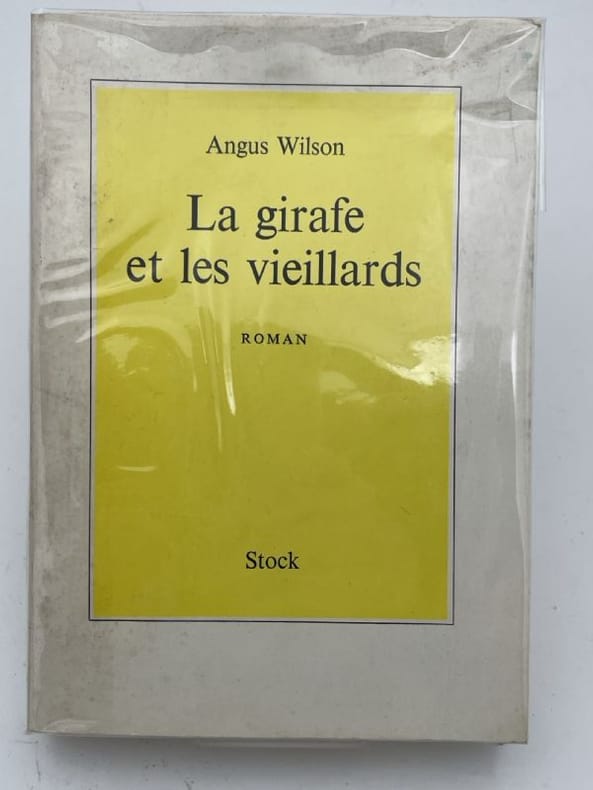 Angus Wilson
La girafe
et les vieillards
ROMAN
Stock